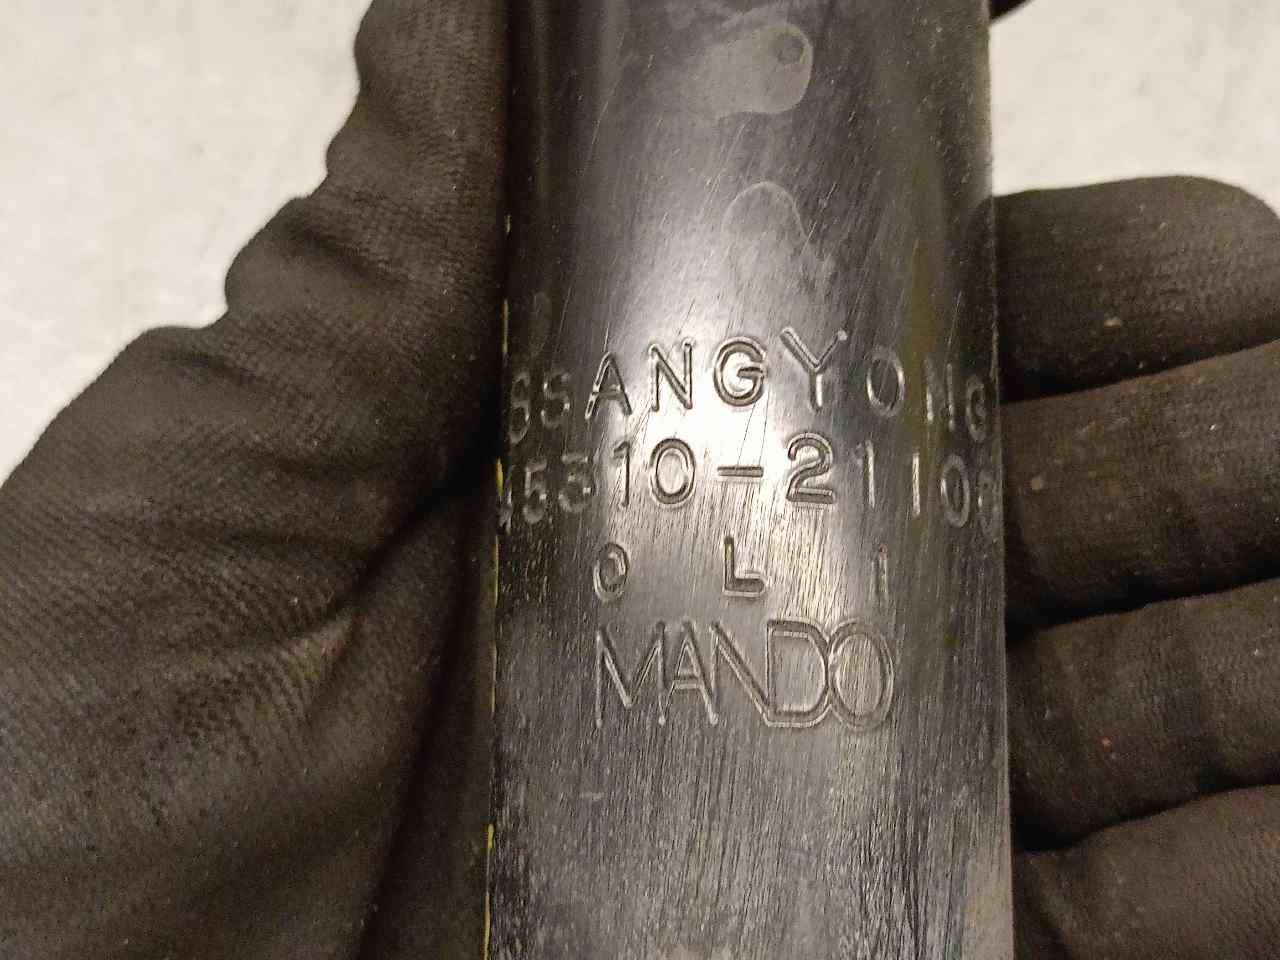 SSANGYONG
45310-21100
0 L 1
MANDO